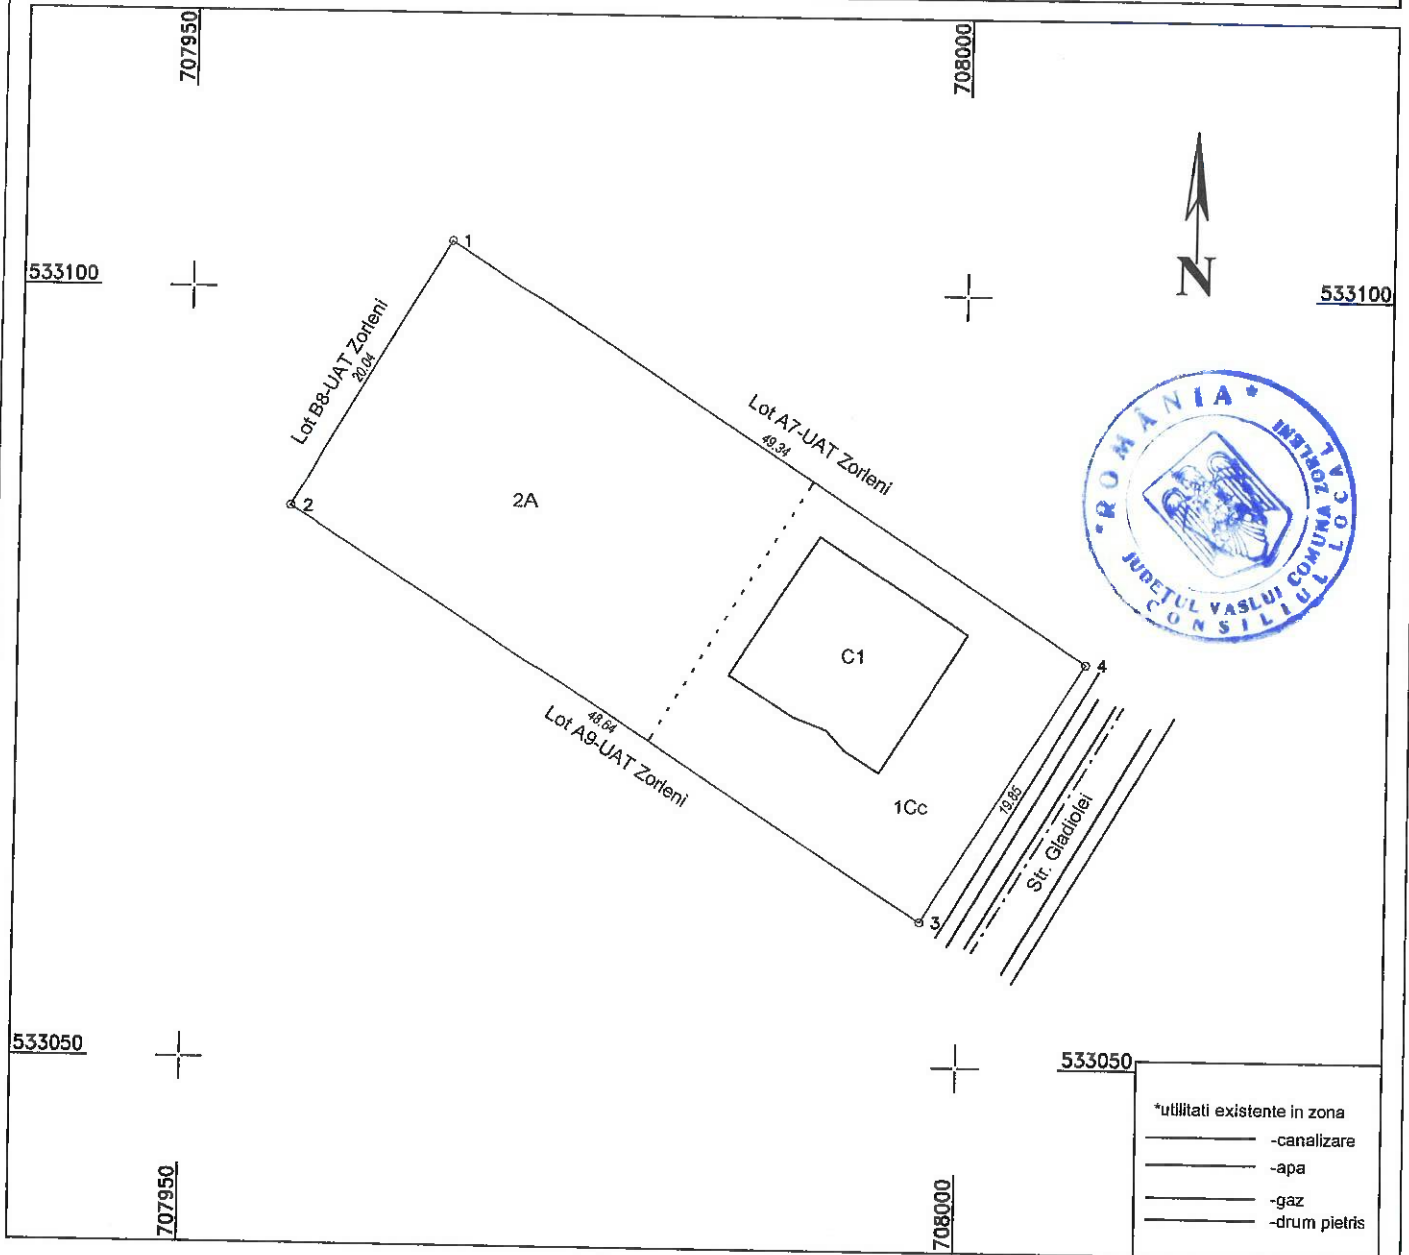 707950
708000
1
533100
N
533100
Lot B8-UAT Zorleni
20.04
Lot A7-UAT Zorleni
49.34
*ROMÂNIA*
JUDEȚUL VASLUI COMUNA ZORLENI
CONSILIUL LOCAL
2A
2
C1
4
48.64
Lot A9-UAT Zorleni
1Cc
19.85
Str. Gladiolei
3
533050
533050
*utilitati existente in zona
-canalizare
-apa
-gaz
-drum pietris
707950
708000